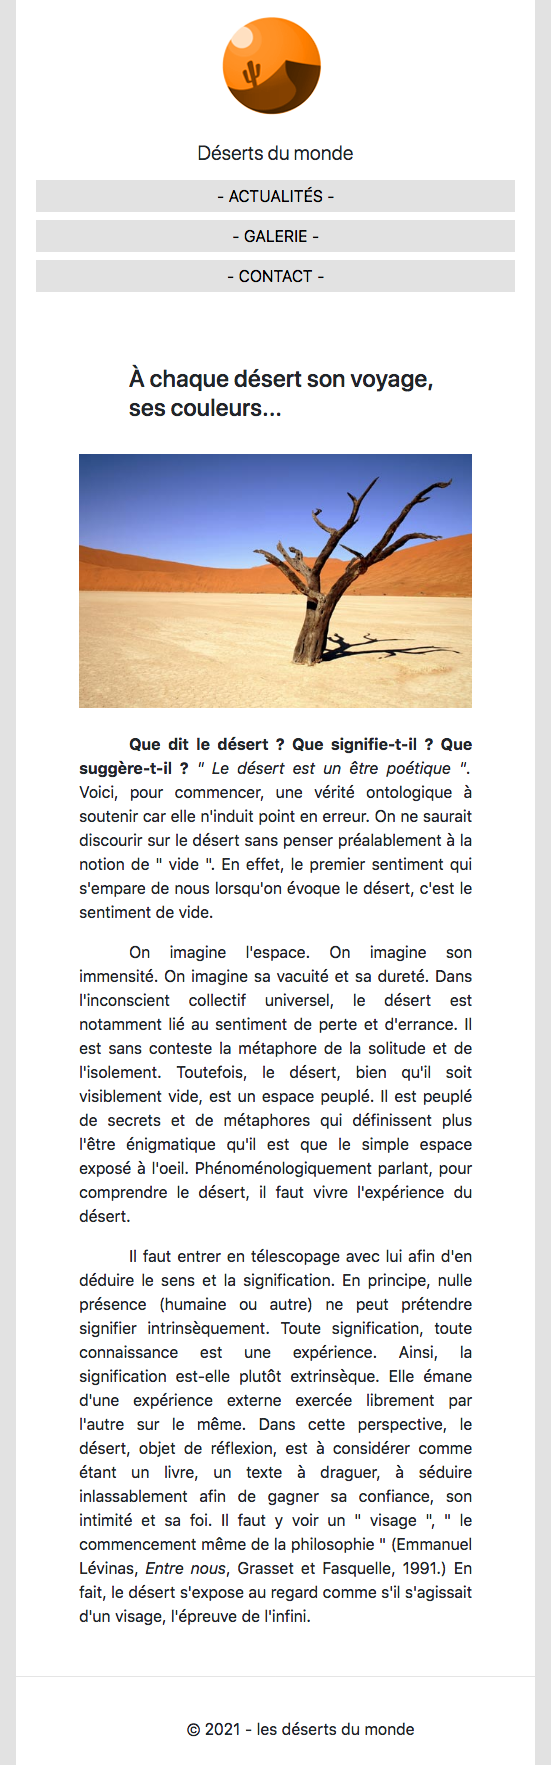 Déserts du monde
- ACTUALITÉS -
- GALERIE -
- CONTACT -
À chaque désert son voyage,
ses couleurs...
Que dit le désert ? Que signifie-t-il ? Que
suggère-t-il ? " Le désert est un être poétique ".
Voici, pour commencer, une vérité ontologique à
soutenir car elle n'induit point en erreur. On ne saurait
discourir sur le désert sans penser préalablement à la
notion de " vide ". En effet, le premier sentiment qui
s'empare de nous lorsqu'on évoque le désert, c'est le
sentiment de vide.
On imagine l'espace. On imagine son
immensité. On imagine sa vacuité et sa dureté. Dans
l'inconscient collectif universel, le désert est
notamment lié au sentiment de perte et d'errance. Il
est sans conteste la métaphore de la solitude et de
l'isolement. Toutefois, le désert, bien qu'il soit
visiblement vide, est un espace peuplé. Il est peuplé
de secrets et de métaphores qui définissent plus
l'être énigmatique qu'il est que le simple espace
exposé à l'oeil. Phénoménologiquement parlant, pour
comprendre le désert, il faut vivre l'expérience du
désert.
Il faut entrer en télescopage avec lui afin d'en
déduire le sens et la signification. En principe, nulle
présence (humaine ou autre) ne peut prétendre
signifier intrinsèquement. Toute signification, toute
connaissance est une expérience. Ainsi, la
signification est-elle plutôt extrinsèque. Elle émane
d'une expérience externe exercée librement par
l'autre sur le même. Dans cette perspective, le
désert, objet de réflexion, est à considérer comme
étant un livre, un texte à draguer, à séduire
inlassablement afin de gagner sa confiance, son
intimité et sa foi. Il faut y voir un " visage ", " le
commencement même de la philosophie " (Emmanuel
Lévinas, Entre nous, Grasset et Fasquelle, 1991.) En
fait, le désert s'expose au regard comme s'il s'agissait
d'un visage, l'épreuve de l'infini.
© 2021 - les déserts du monde